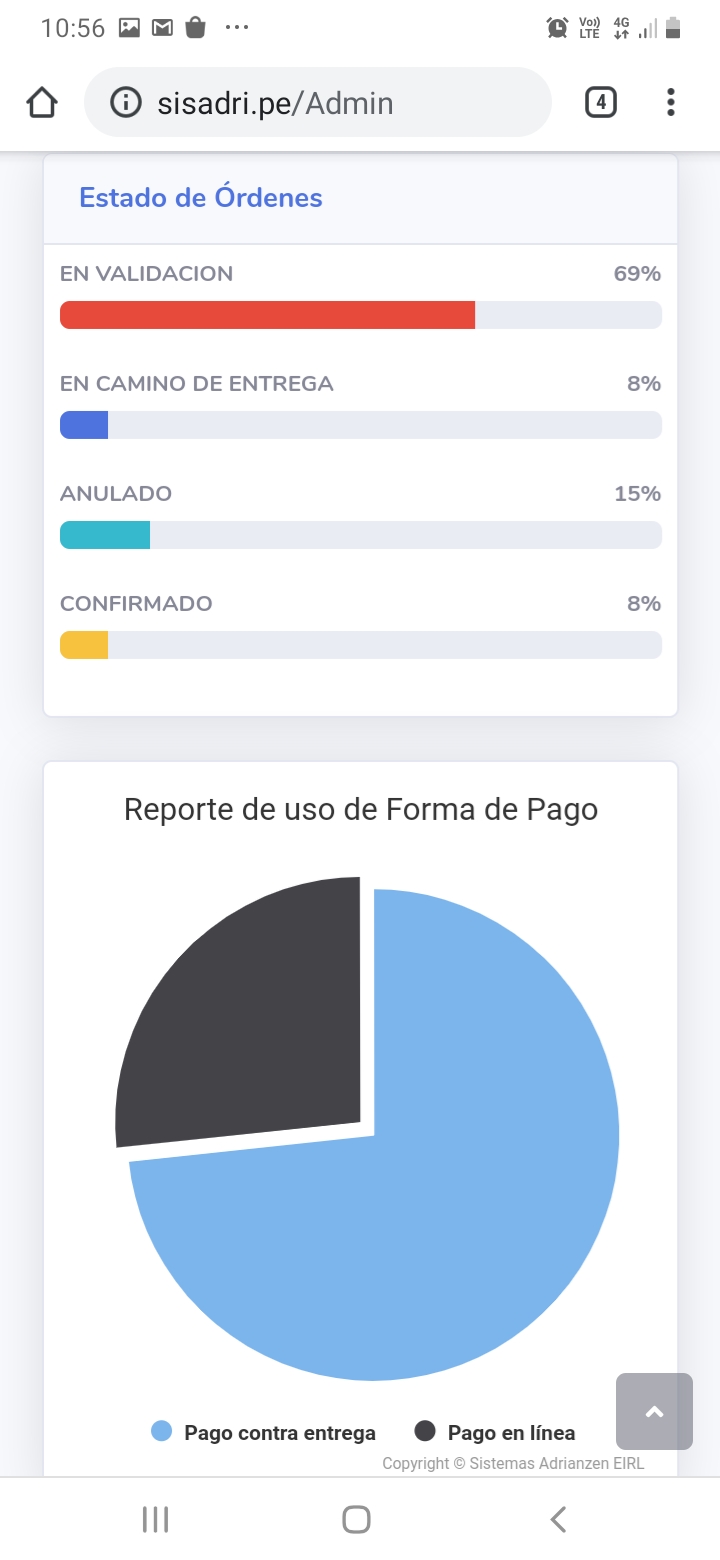 10:56
Vo)) LTE 4G
sisadri.pe/Admin
4
Estado de Órdenes
EN VALIDACION 69%
EN CAMINO DE ENTREGA 8%
ANULADO 15%
CONFIRMADO 8%
Reporte de uso de Forma de Pago
Pago contra entrega Pago en línea
Copyright © Sistemas Adrianzen EIRL